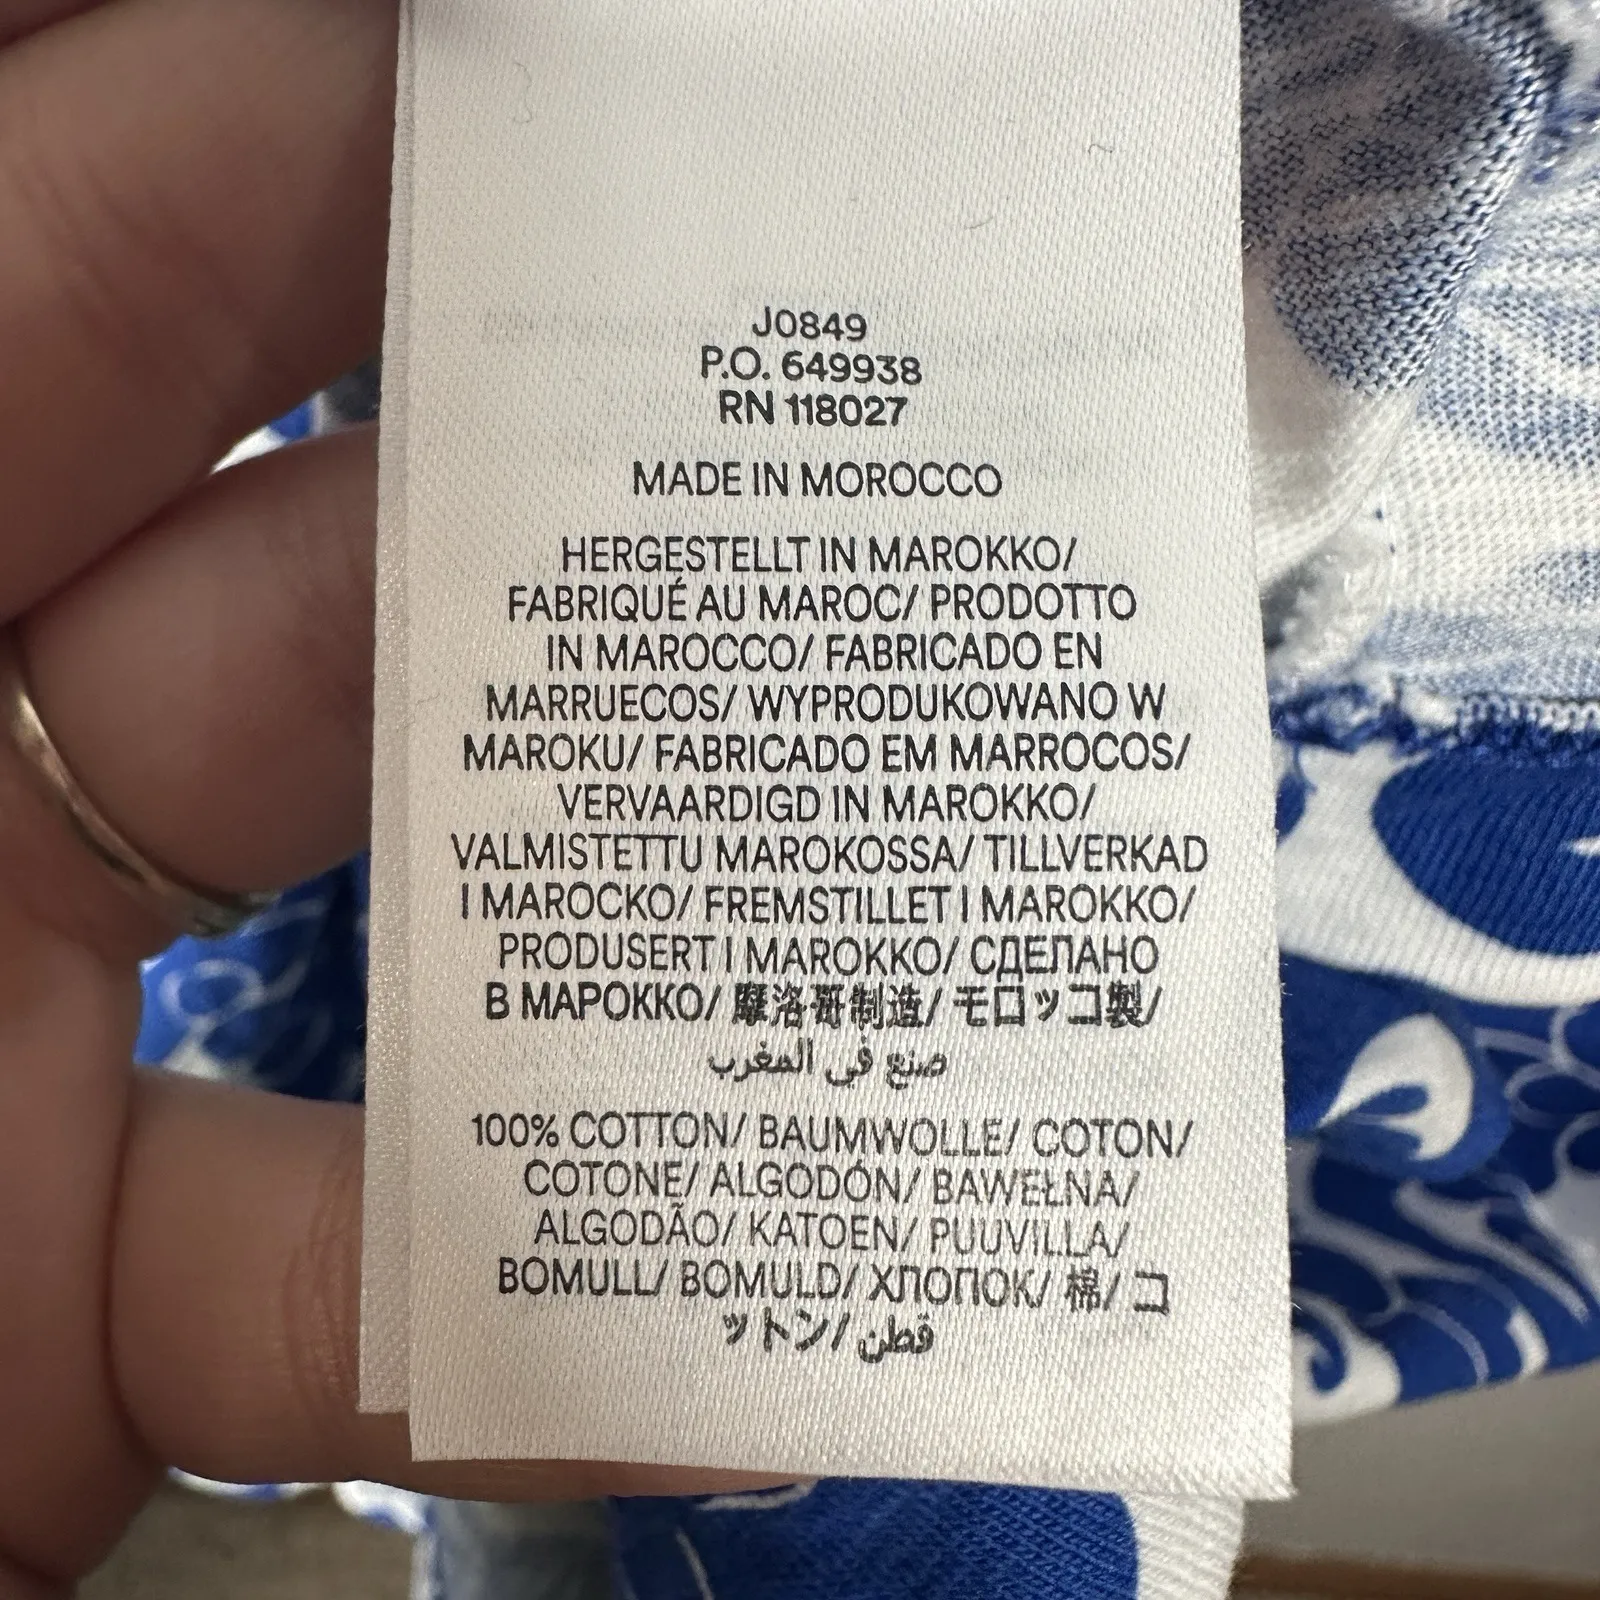 J0849
P.O. 649938
RN 118027
MADE IN MOROCCO
HERGESTELLT IN MAROKKO/
FABRIQUÉ AU MAROC/ PRODOTTO
IN MAROCCO/ FABRICADO EN
MARRUECOS/ WYPRODUKOWANO W
MAROKU/ FABRICADO EM MARROCOS/
VERVAARDIGD IN MAROKKO/
VALMISTETTU MAROKOSSA/ TILLVERKAD
I MAROCKO/ FREMSTILLET I MAROKKO/
PRODUSERT I MAROKKO/ СДЕЛАНО
В МАРОККО/ 摩洛哥制造/ モロッコ製/
صنع في المغرب
100% COTTON/ BAUMWOLLE/ COTON/
COTONE/ ALGODÓN/ BAWEŁNA/
ALGODÃO/ KATOEN/ PUUVILLA/
BOMULL/ BOMULD/ ХЛОПОК/ 棉/ コ
ットン/ قطن